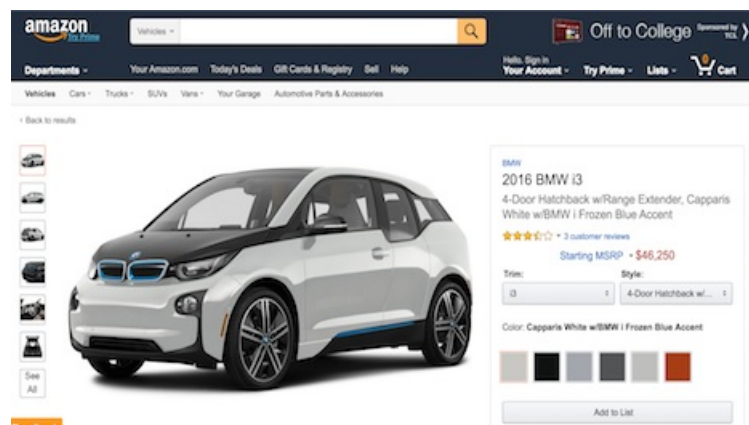 amazon
Try Prime
Vehicles
Off to College
Sponsored by
TCL
Departments
Your Amazon.com Today's Deals Gift Cards & Registry Sell Help
Hello. Sign in
Your Account Try Prime Lists 0 Cart
Vehicles Cars Trucks SUVs Vans Your Garage Automotive Parts & Accessories
‹ Back to results
BMW
2016 BMW i3
4-Door Hatchback w/Range Extender, Capparis
White w/BMW i Frozen Blue Accent
3 customer reviews
Starting MSRP • $46,250
Trim: Style:
i3 4-Door Hatchback w/...
Color: Capparis White w/BMW i Frozen Blue Accent
See
All
Add to List